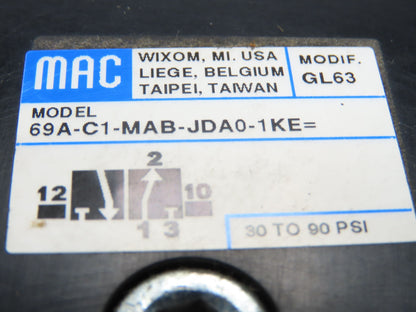 MAC
WIXOM, MI. USA
LIEGE, BELGIUM
TAIPEI, TAIWAN
MODIF.
GL63
MODEL
69A-C1-MAB-JDA0-1KE=
2
12 10
1 3
30 TO 90 PSI